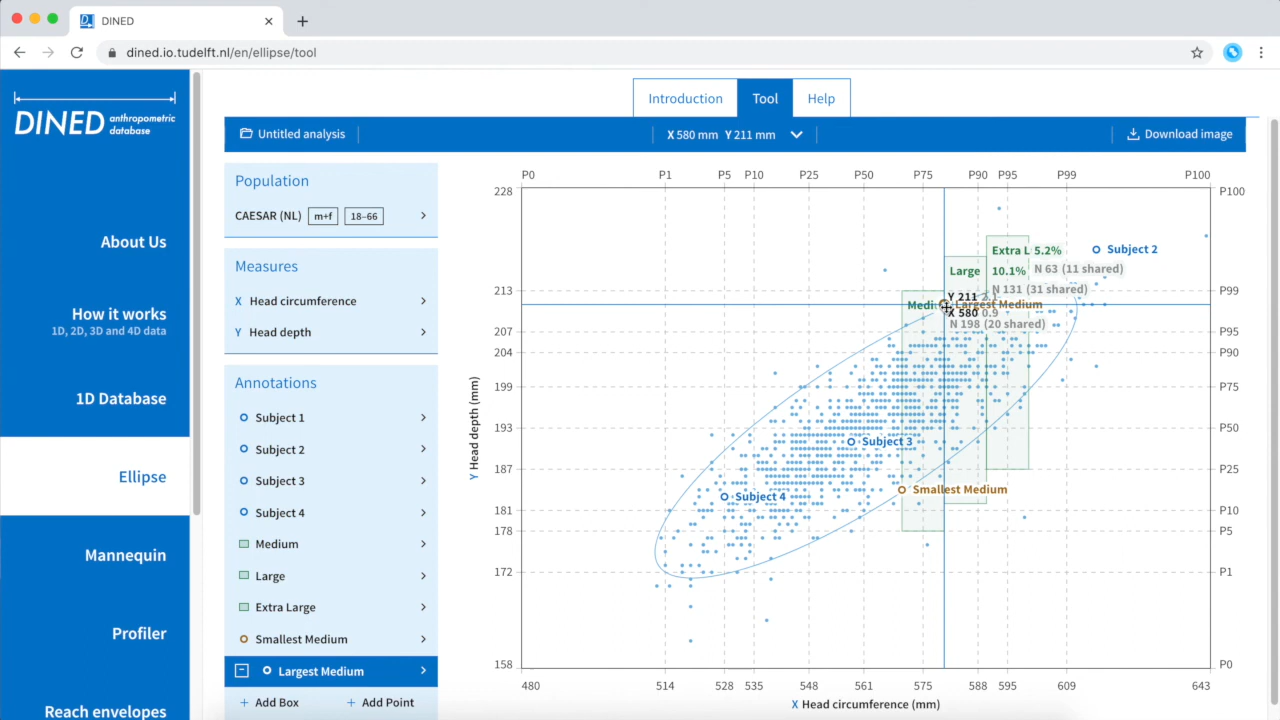 DINED
dined.io.tudelft.nl/en/ellipse/tool
DINED anthropometric database
About Us
How it works
1D, 2D, 3D and 4D data
1D Database
Ellipse
Mannequin
Profiler
Reach envelopes
Introduction Tool Help
Untitled analysis X 580 mm Y 211 mm Download image
Population
CAESAR (NL) m+f 18–66
Measures
X Head circumference
Y Head depth
Annotations
Subject 1
Subject 2
Subject 3
Subject 4
Medium
Large
Extra Large
Smallest Medium
Largest Medium
+ Add Box + Add Point
P0 P1 P5 P10 P25 P50 P75 P90 P95 P99 P100
228 P100
213 P99
207 P95
204 P90
199 P75
193 P50
187 P25
181 P10
178 P5
172 P1
158 P0
Y Head depth (mm)
Extra L 5.2%
N 63 (11 shared)
Large 10.1%
N 131 (31 shared)
Subject 2
Y 211 2.1
Medi Largest Medium
X 580 0.9
N 198 (20 shared)
Subject 3
Smallest Medium
Subject 4
480 514 528 535 548 561 575 588 595 609 643
X Head circumference (mm)